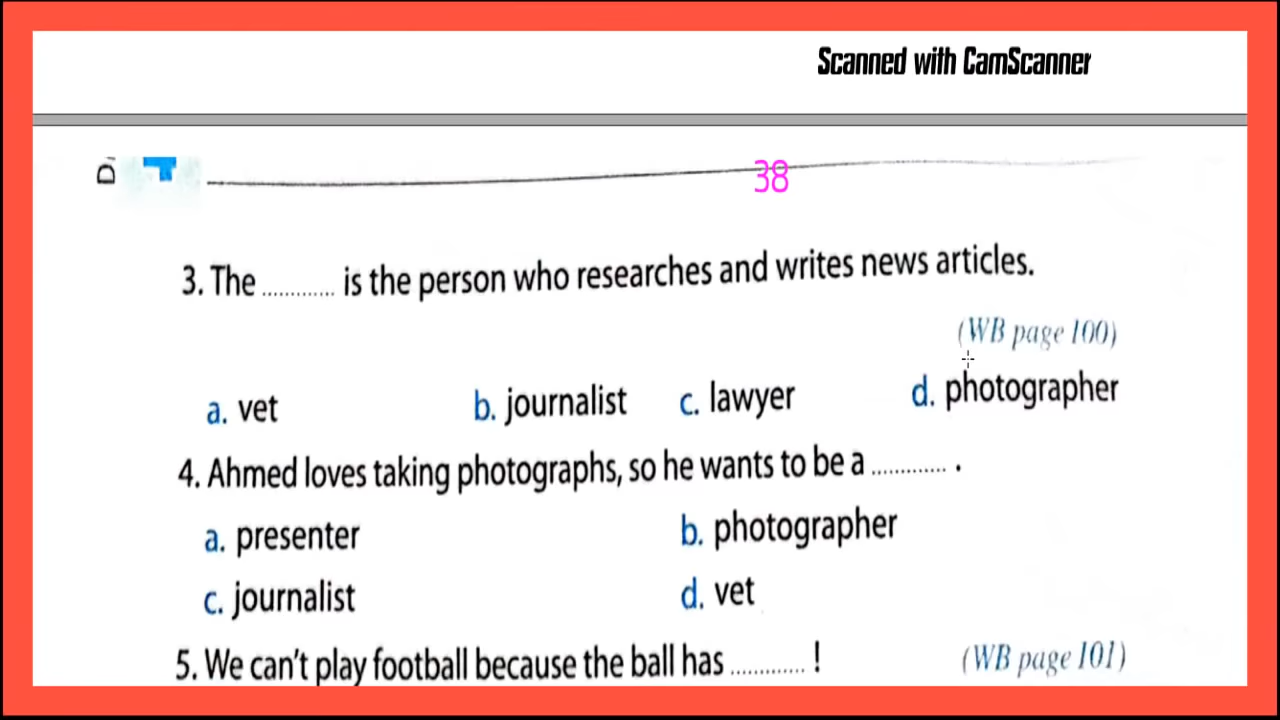 Scanned with CamScanner
38
3. The ............. is the person who researches and writes news articles.
(WB page 100)
a. vet b. journalist c. lawyer d. photographer
4. Ahmed loves taking photographs, so he wants to be a ............. .
a. presenter b. photographer
c. journalist d. vet
5. We can't play football because the ball has ............. ! (WB page 101)